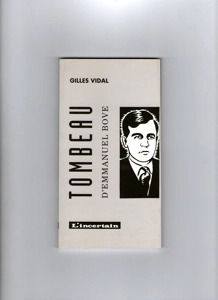 GILLES VIDAL
TOMBEAU
D'EMMANUEL BOVE
L'incertain